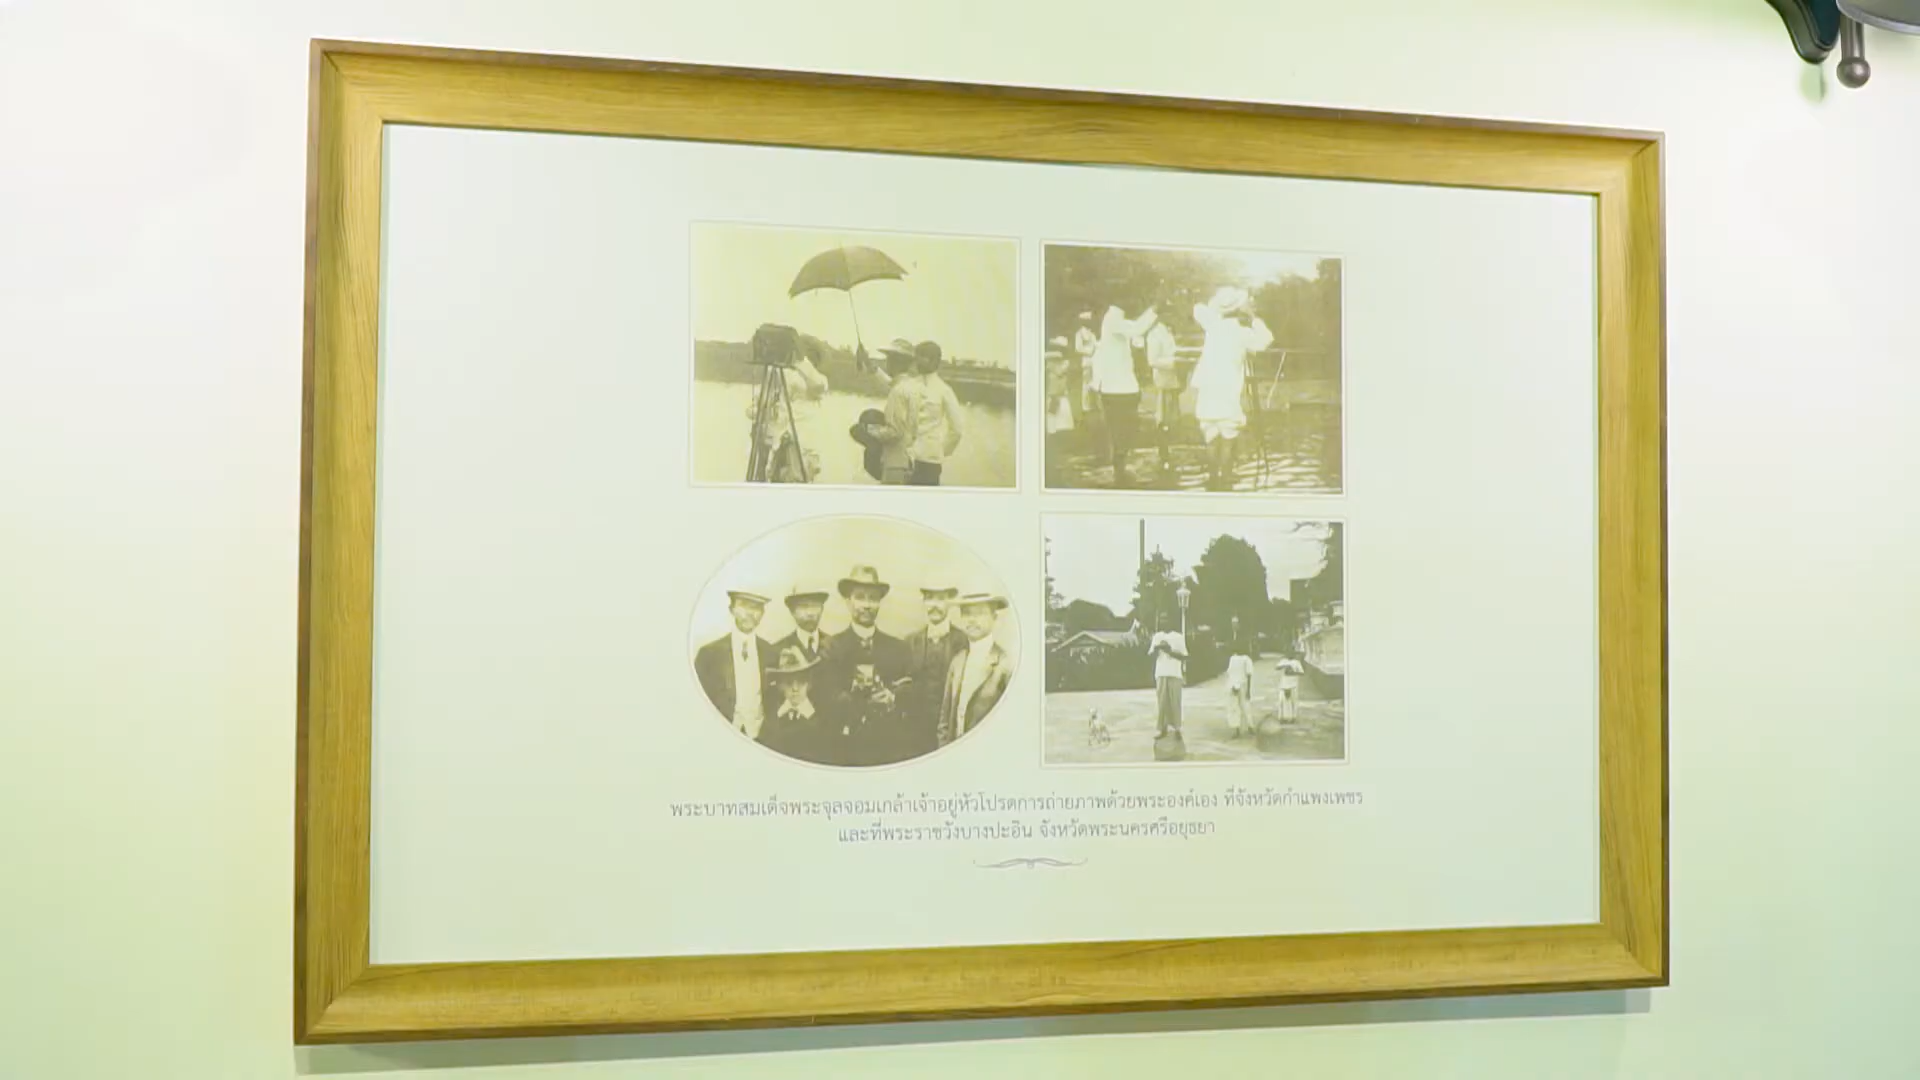 พระบาทสมเด็จพระจุลจอมเกล้าเจ้าอยู่หัวโปรดการถ่ายภาพด้วยพระองค์เอง ที่จังหวัดกำแพงเพชร
และที่พระราชวังบางปะอิน จังหวัดพระนครศรีอยุธยา